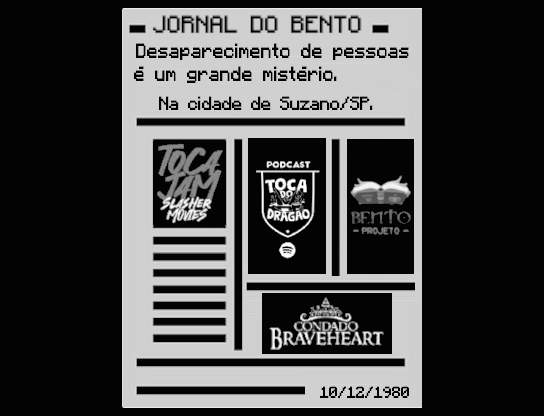 JORNAL DO BENTO
Desaparecimento de pessoas
é um grande mistério.
Na cidade de Suzano/SP.
TOCA
JAM
SLASHER
MOVIES
PODCAST
TOCA
DO
DRAGÃO
BENTO
- PROJETO -
CONDADO
BRAVEHEART
10/12/1980